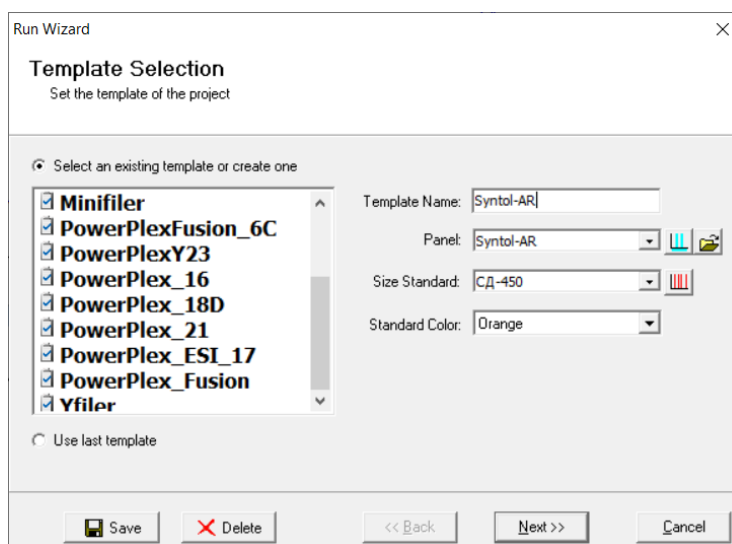 Run Wizard
Template Selection
Set the template of the project
Select an existing template or create one
Minifiler
PowerPlexFusion_6C
PowerPlexY23
PowerPlex_16
PowerPlex_18D
PowerPlex_21
PowerPlex_ESI_17
PowerPlex_Fusion
Yfiler
Template Name: Syntol-AR
Panel: Syntol-AR
Size Standard: СД-450
Standard Color: Orange
Use last template
Save Delete << Back Next >> Cancel